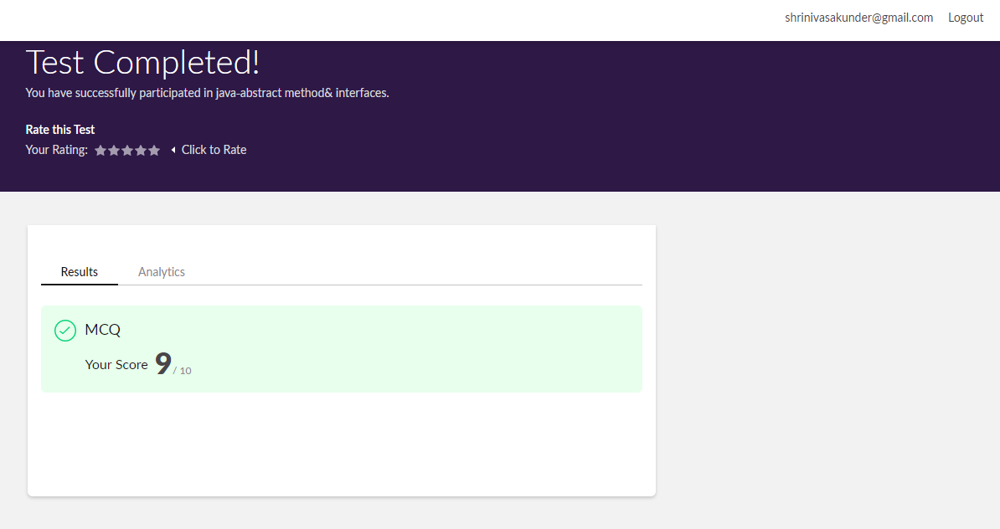 shrinivasakunder@gmail.com Logout
Test Completed!
You have successfully participated in java-abstract method& interfaces.
Rate this Test
Your Rating: Click to Rate
Results Analytics
MCQ
Your Score 9 / 10